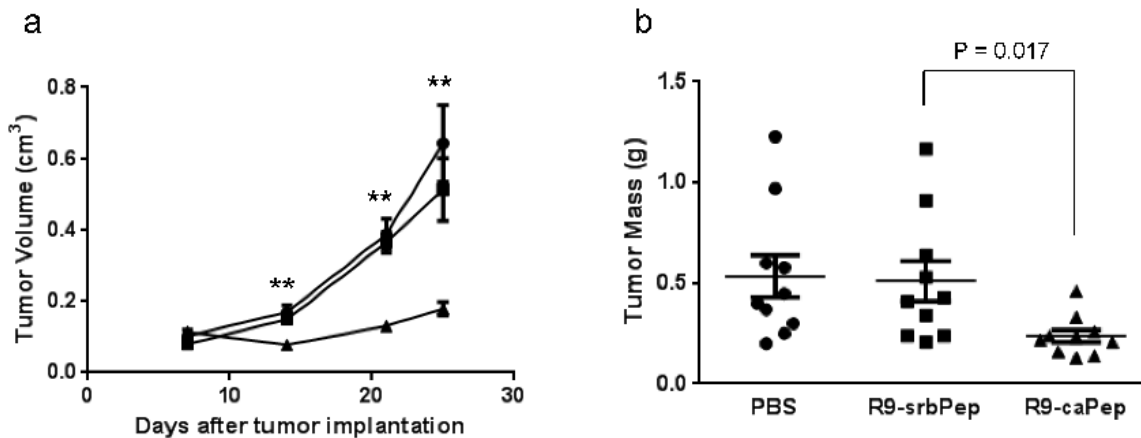 a
Tumor Volume (cm³)
0.8
0.6
0.4
0.2
0.0
**
**
**
0
10
20
30
Days after tumor implantation
b
P = 0.017
Tumor Mass (g)
1.5
1.0
0.5
0.0
PBS
R9-srbPep
R9-caPep